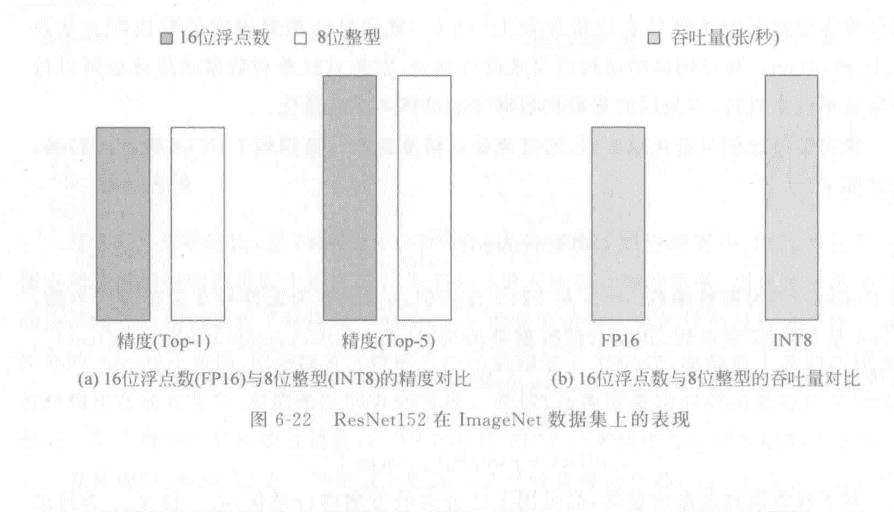 16位浮点数 8位整型
吞吐量(张/秒)
精度(Top-1) 精度(Top-5)
FP16 INT8
(a) 16位浮点数(FP16)与8位整型(INT8)的精度对比
(b) 16位浮点数与8位整型的吞吐量对比
图 6-22 ResNet152 在 ImageNet 数据集上的表现